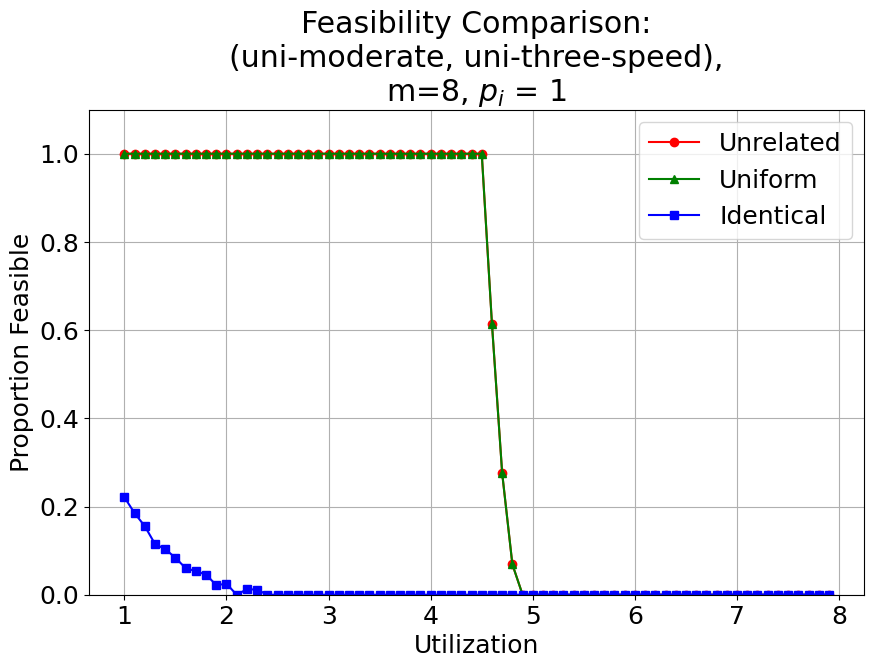 Feasibility Comparison:
(uni-moderate, uni-three-speed),
m=8, $p_i$ = 1
Unrelated
Uniform
Identical
Proportion Feasible
1.0
0.8
0.6
0.4
0.2
0.0
1 2 3 4 5 6 7 8
Utilization